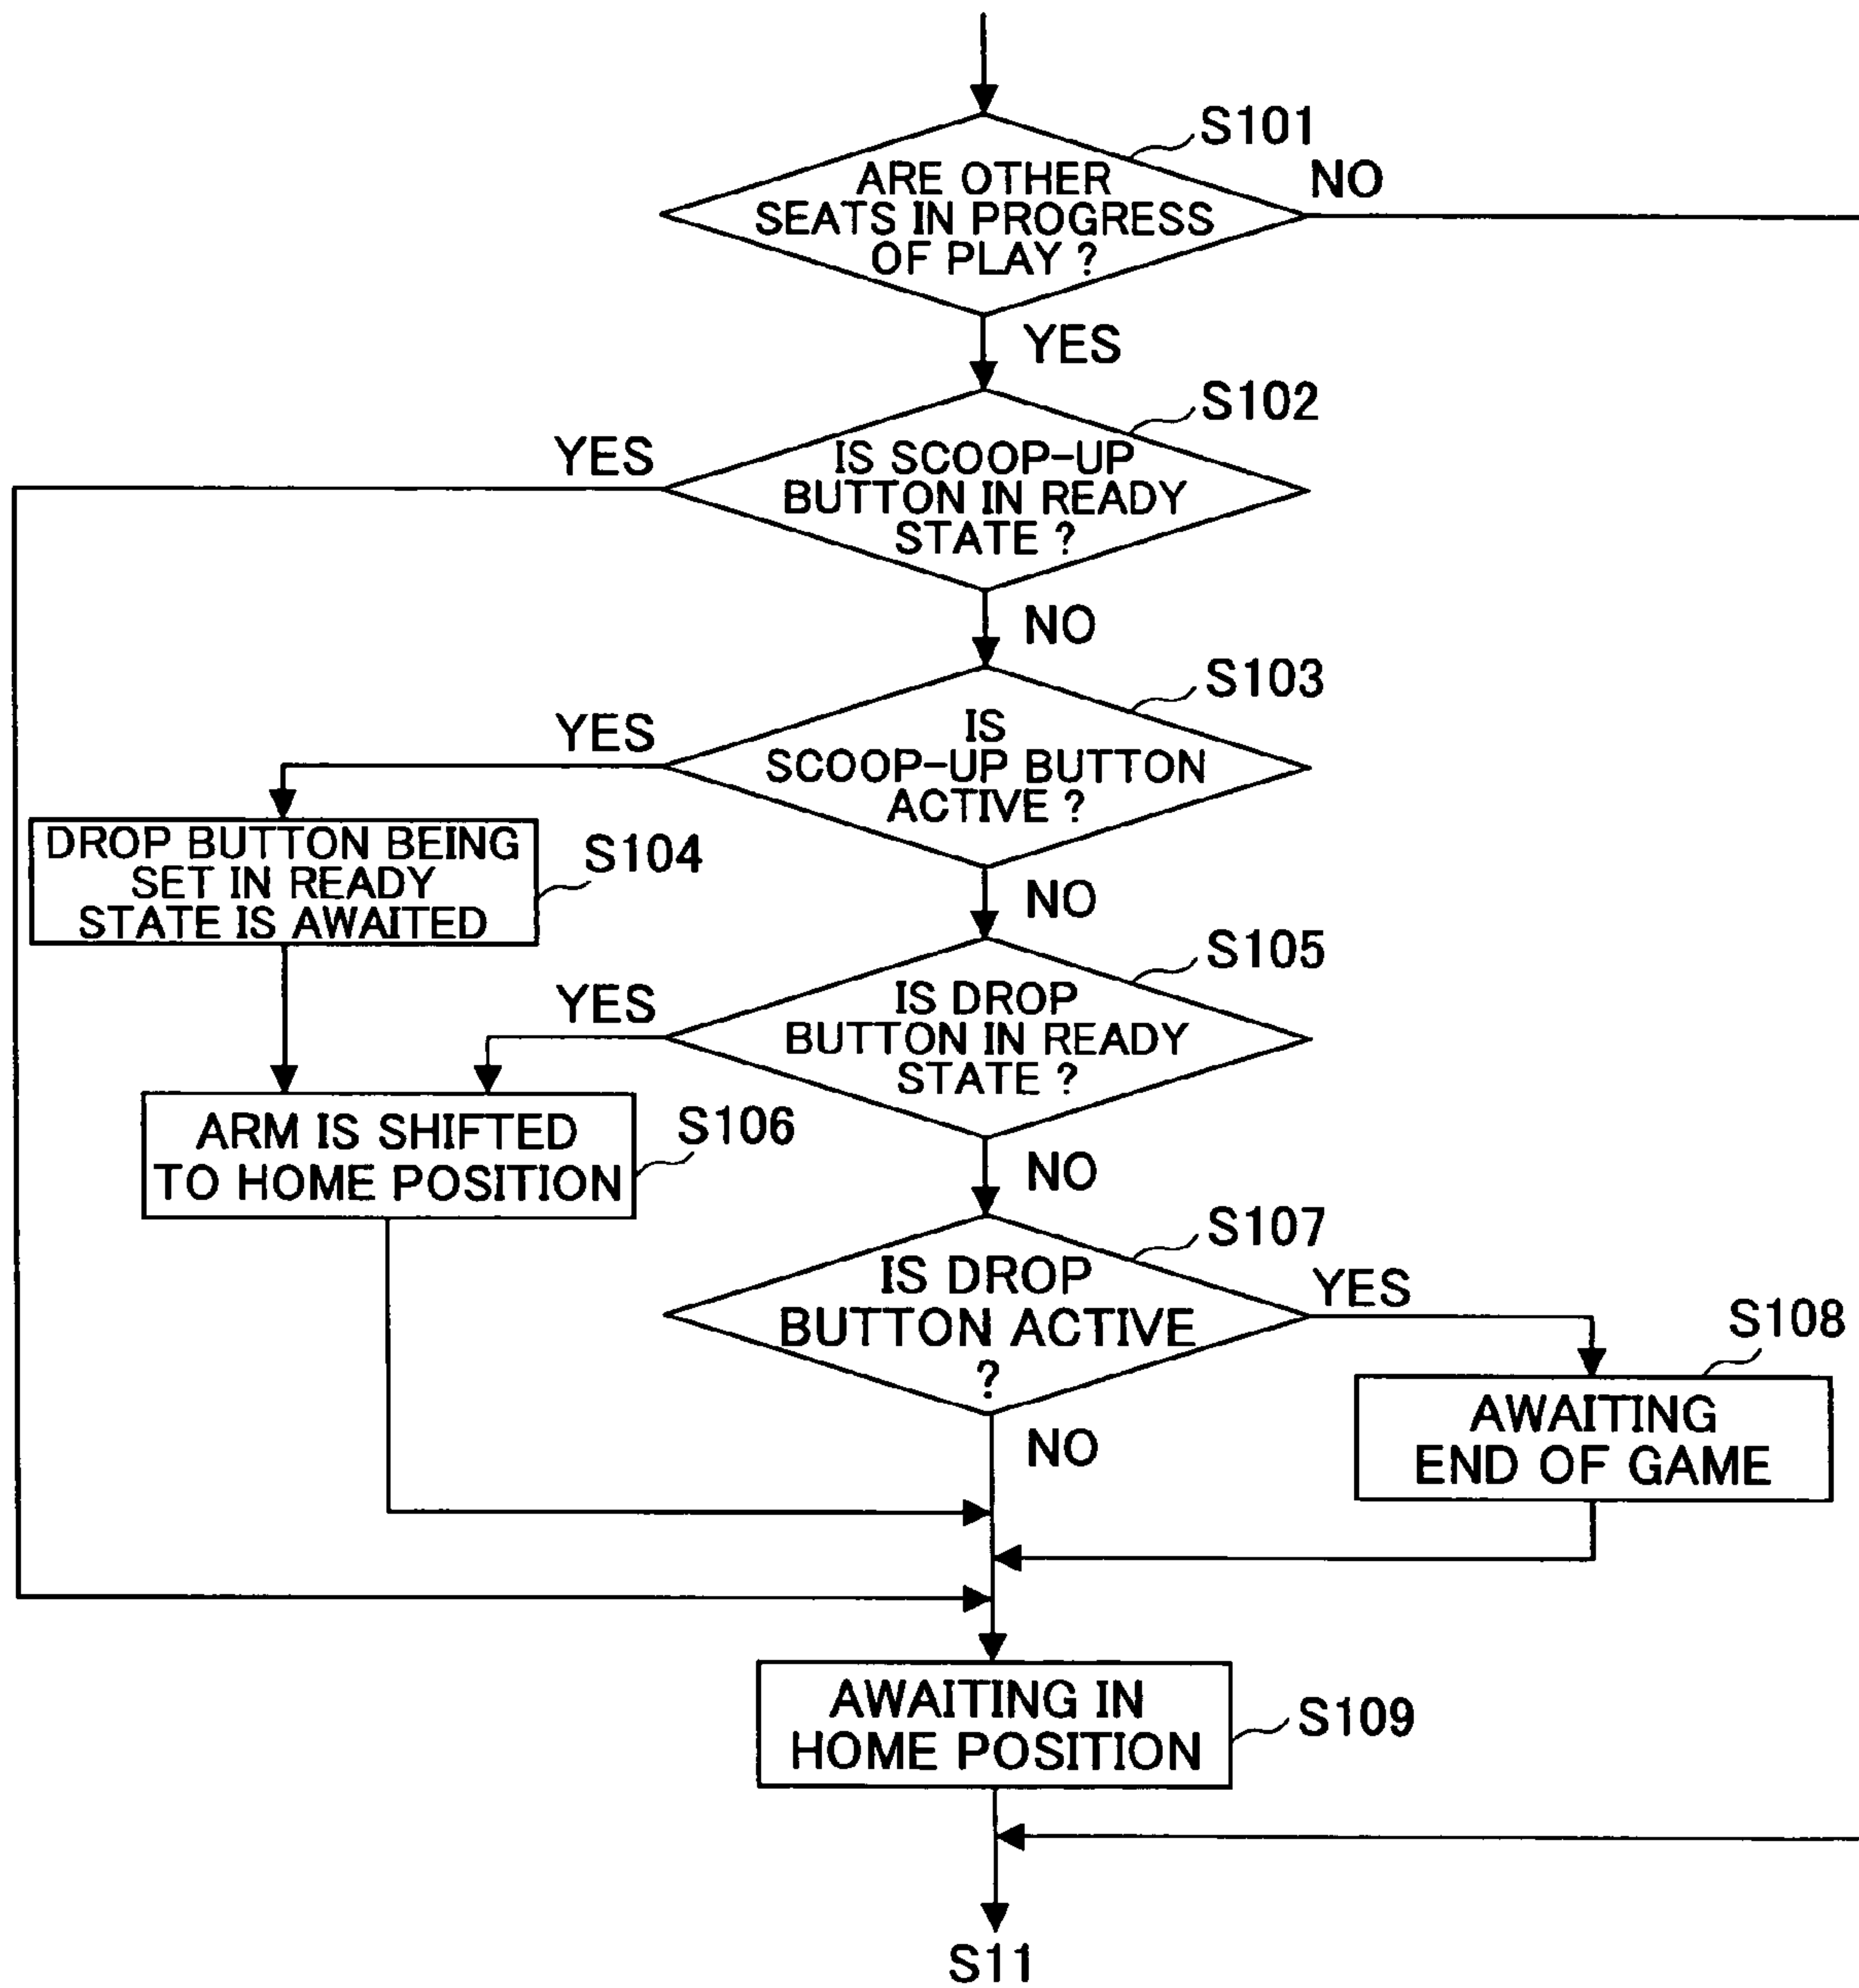 S101
ARE OTHER
SEATS IN PROGRESS
OF PLAY ?
NO
YES
S102
YES
IS SCOOP-UP
BUTTON IN READY
STATE ?
NO
S103
YES
IS
SCOOP-UP BUTTON
ACTIVE ?
DROP BUTTON BEING
SET IN READY
STATE IS AWAITED
S104
NO
S105
YES
IS DROP
BUTTON IN READY
STATE ?
ARM IS SHIFTED
TO HOME POSITION
S106
NO
S107
IS DROP
BUTTON ACTIVE
?
YES
S108
AWAITING
END OF GAME
NO
AWAITING IN
HOME POSITION
S109
S11